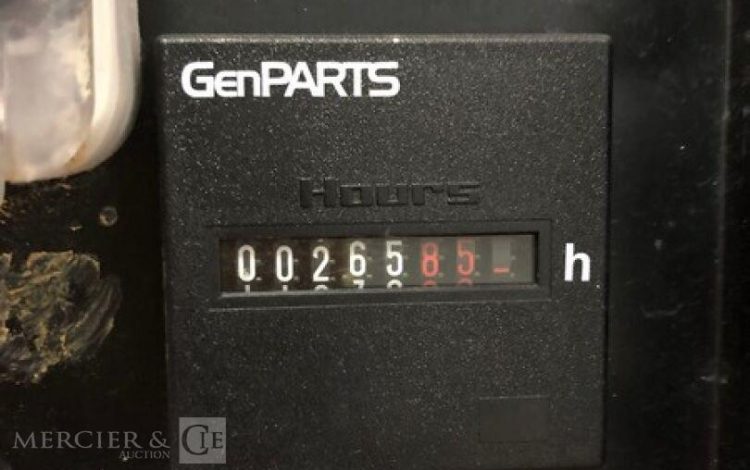 GenPARTS
Hours
0026585 h
MERCIER & CIE
AUCTION